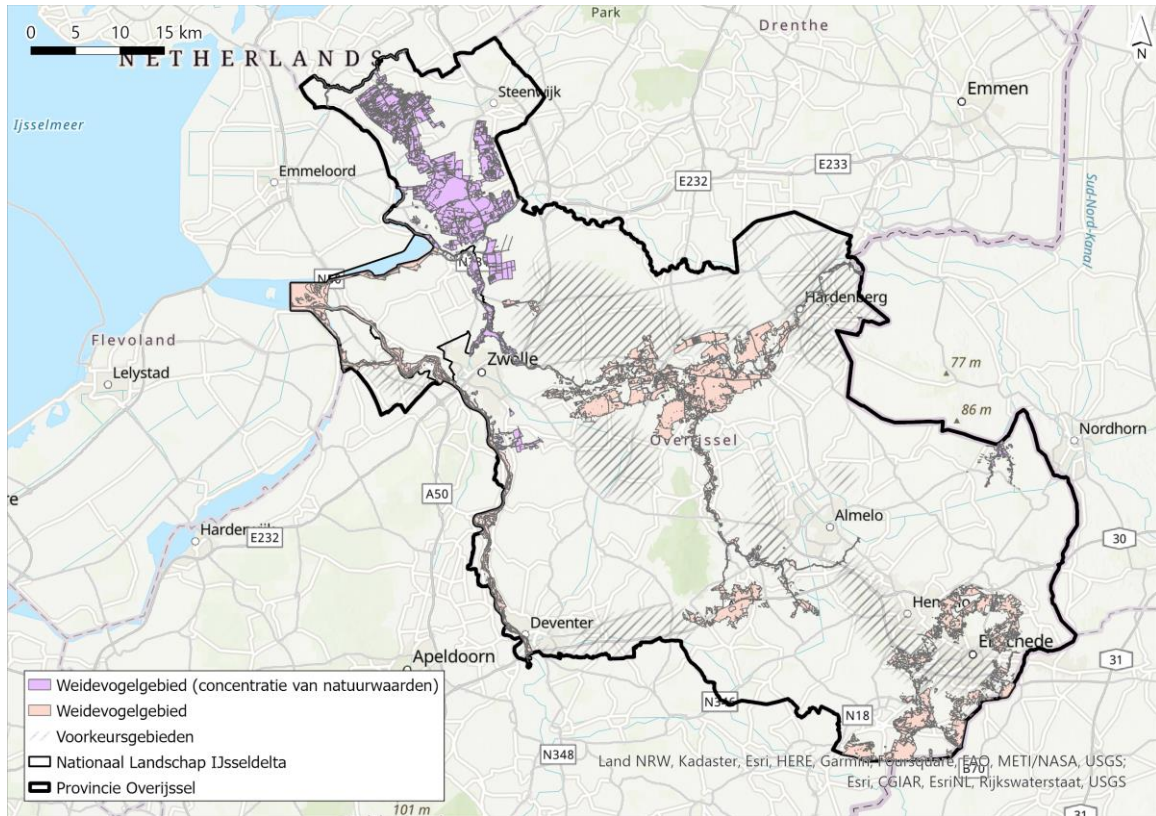 Park
Drenthe
0 5 10 15 km
N
NETHERLANDS
Steenwijk
Emmen
IJsselmeer
Emmeloord
E233
E232
Sud-Nord-Kanal
Hardenberg
Flevoland
Lelystad
Zwolle
77 m
86 m
Overijssel
Nordhorn
A50
Almelo
Harderwijk
E232
30
Deventer
Enschede
Apeldoorn
31
N18
N348
B70
Weidevogelgebied (concentratie van natuurwaarden)
Weidevogelgebied
Voorkeursgebieden
Nationaal Landschap IJsseldelta
Provincie Overijssel
Land NRW, Kadaster, Esri, HERE, Garmin, Foursquare, FAO, METI/NASA, USGS;
Esri, CGIAR, EsriNL, Rijkswaterstaat, USGS
101 m
31